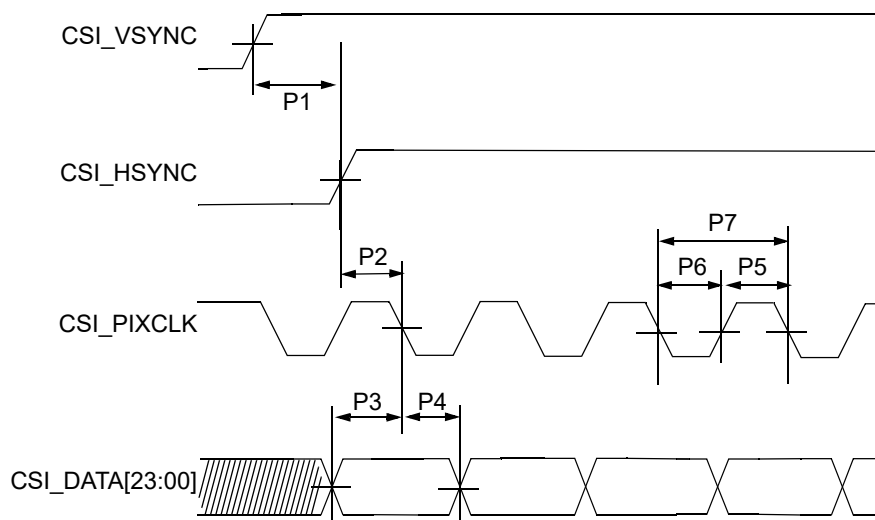 CSI_VSYNC
P1
CSI_HSYNC
P7
P2
P6 P5
CSI_PIXCLK
P3 P4
CSI_DATA[23:00]